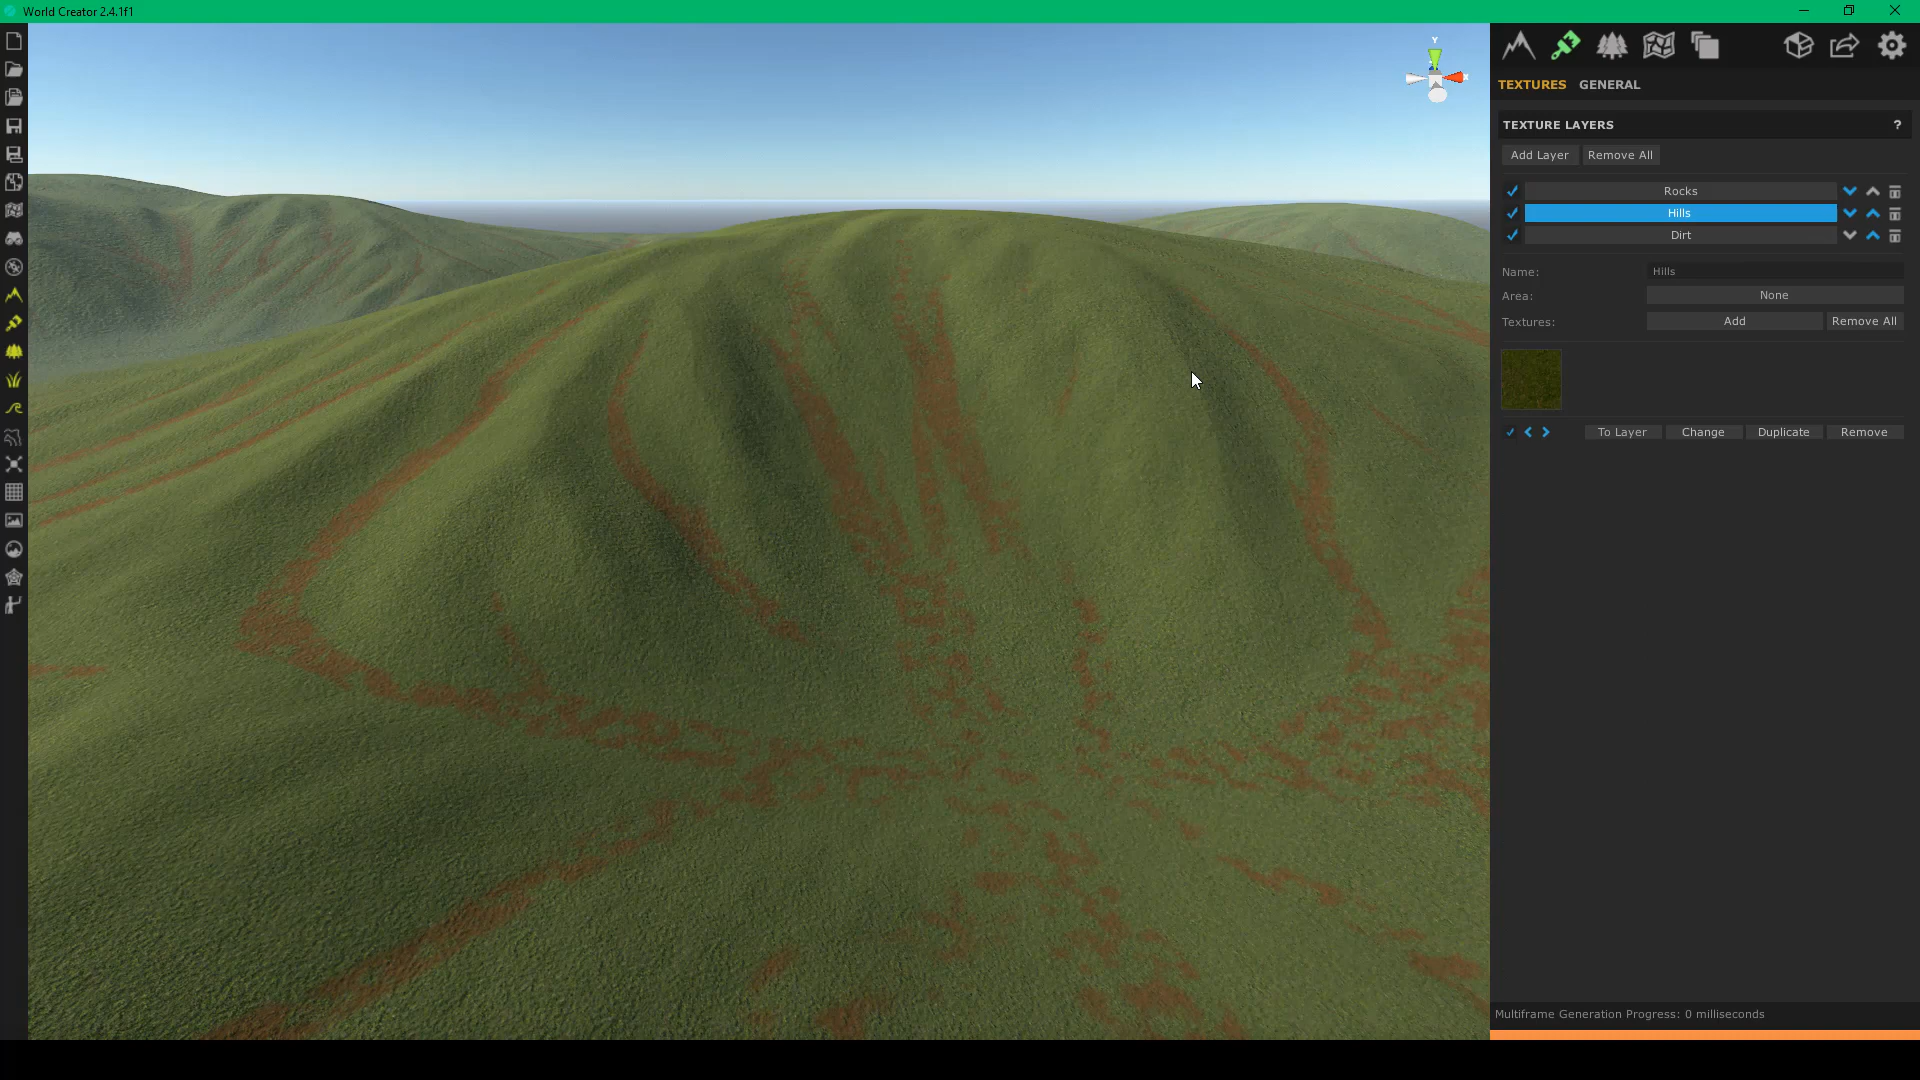 World Creator 2.4.1f1
Y
TEXTURES GENERAL
TEXTURE LAYERS ?
Add Layer Remove All
Rocks
Hills
Dirt
Name: Hills
Area: None
Textures: Add Remove All
To Layer Change Duplicate Remove
Multiframe Generation Progress: 0 milliseconds